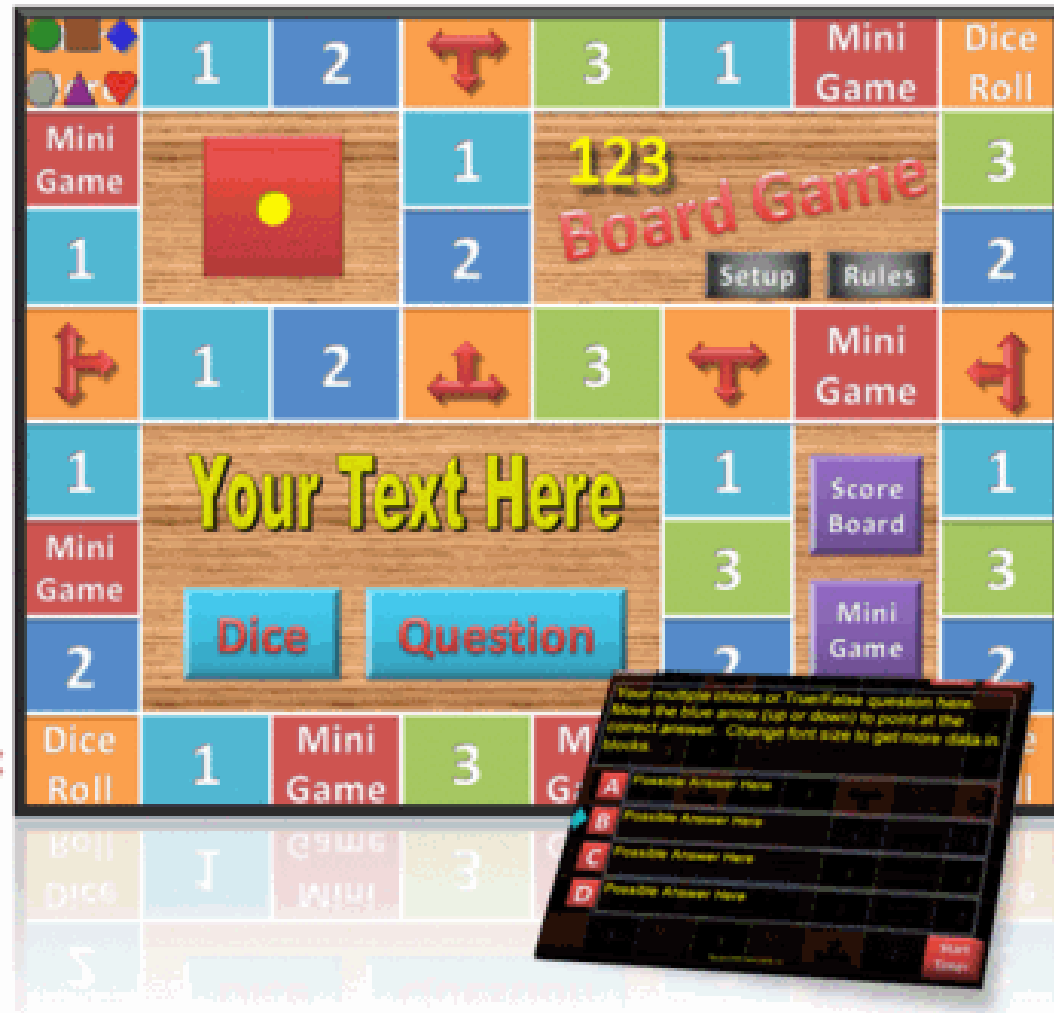 1 2 3 1 Mini Game Dice Roll
Mini Game
1 123 3
Board Game
1 2 2
Setup Rules
1 2 3 Mini Game
1 Your Text Here 1 Score Board 1
Mini Game 3 3
Dice Question Mini Game
2 2 2
Dice Roll 1 Mini Game 3
Your multiple choice or True/False question here.
Move the blue arrow (up or down) to point at the
correct answer. Change font size to get more data in
blocks.
A Possible Answer Here
B Possible Answer Here
C Possible Answer Here
D Possible Answer Here
Start Timer